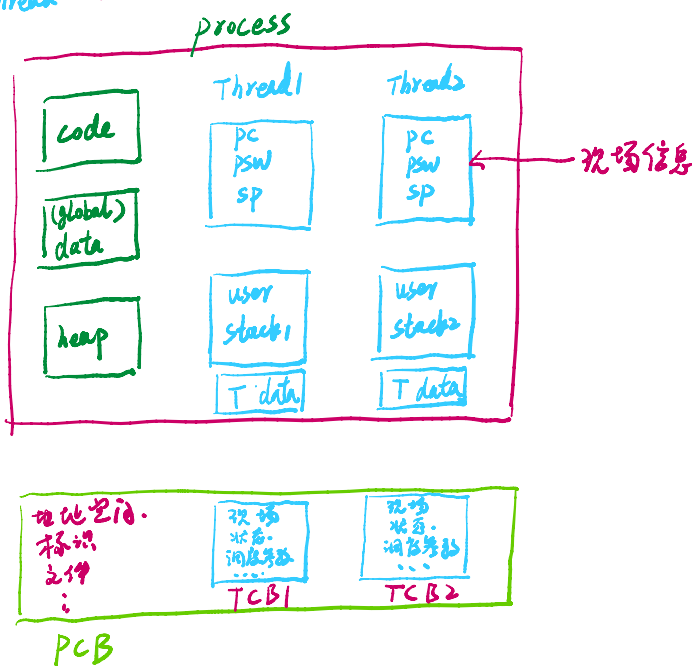 Thread
process
code
(global)
data
heap
Thread1
pc
psw
sp
user
stack1
T data
Thread2
pc
psw
sp
user
stack2
T data
现场信息
地址空间.
标识
文件
⋮
现场
状态.
调度参数
....
TCB1
现场
状态.
调度参数
....
TCB2
PCB